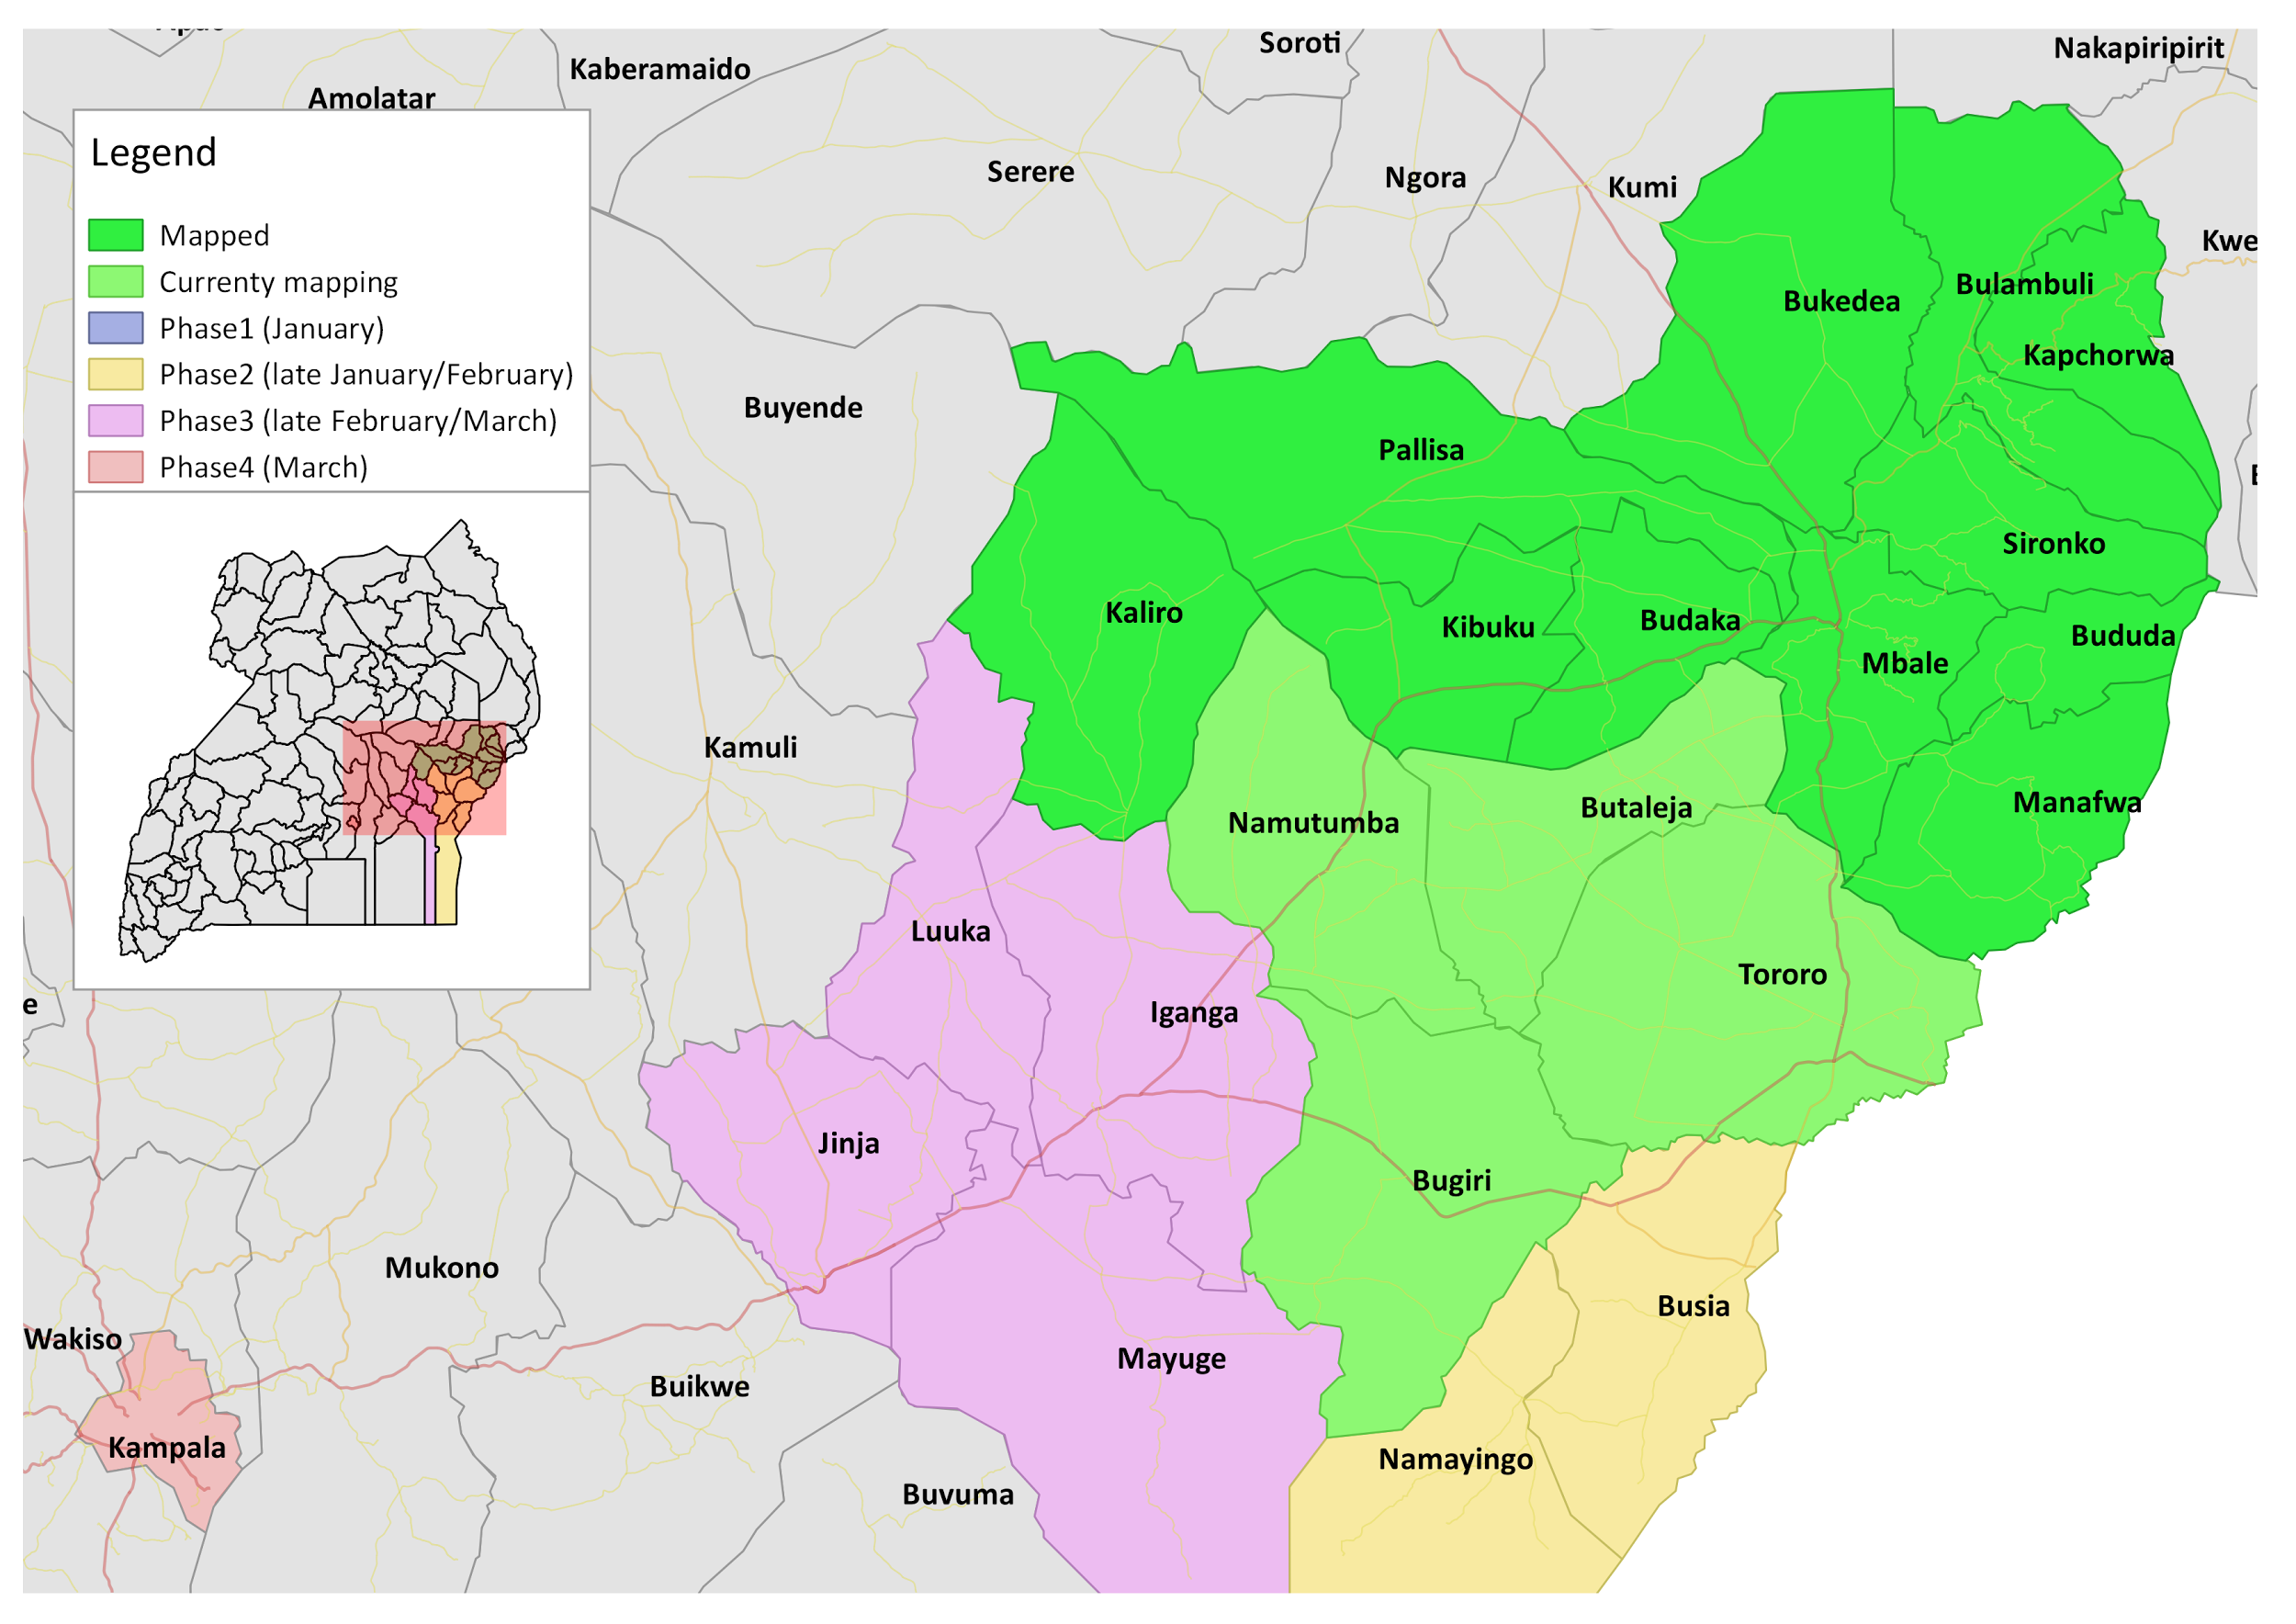 Soroti
Nakapiripirit
Kaberamaido
Amolatar
Serere
Ngora
Kumi
Kwe
Bukedea
Bulambuli
Kapchorwa
Legend
Mapped
Currenty mapping
Phase1 (January)
Phase2 (late January/February)
Phase3 (late February/March)
Phase4 (March)
Buyende
Pallisa
Sironko
Kaliro
Kibuku
Budaka
Bududa
Mbale
Kamuli
Namutumba
Butaleja
Manafwa
Luuka
Tororo
e
Iganga
Jinja
Bugiri
Mukono
Busia
Wakiso
Mayuge
Buikwe
Kampala
Namayingo
Buvuma